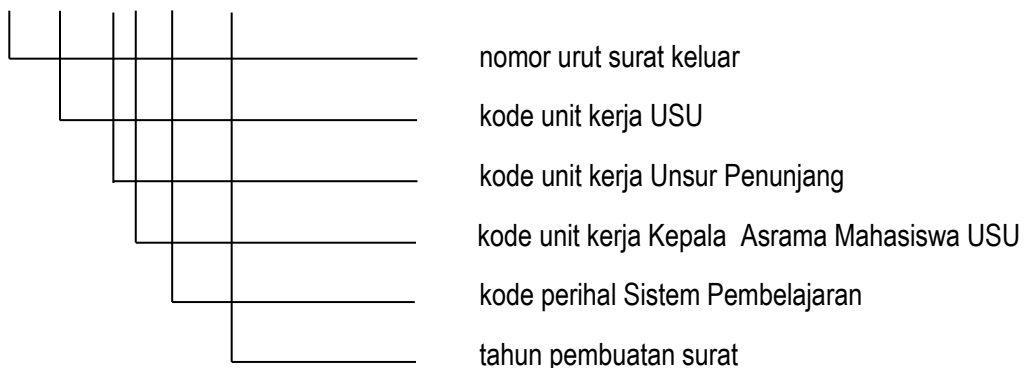 nomor urut surat keluar
kode unit kerja USU
kode unit kerja Unsur Penunjang
kode unit kerja Kepala Asrama Mahasiswa USU
kode perihal Sistem Pembelajaran
tahun pembuatan surat